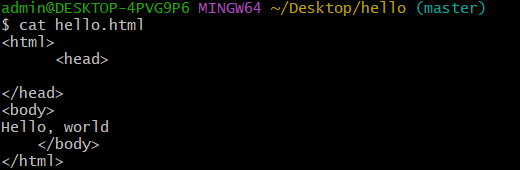 admin@DESKTOP-4PVG9P6 MINGW64 ~/Desktop/hello (master)
$ cat hello.html
<html>
      <head>

</head>
<body>
Hello, world
    </body>
</html>